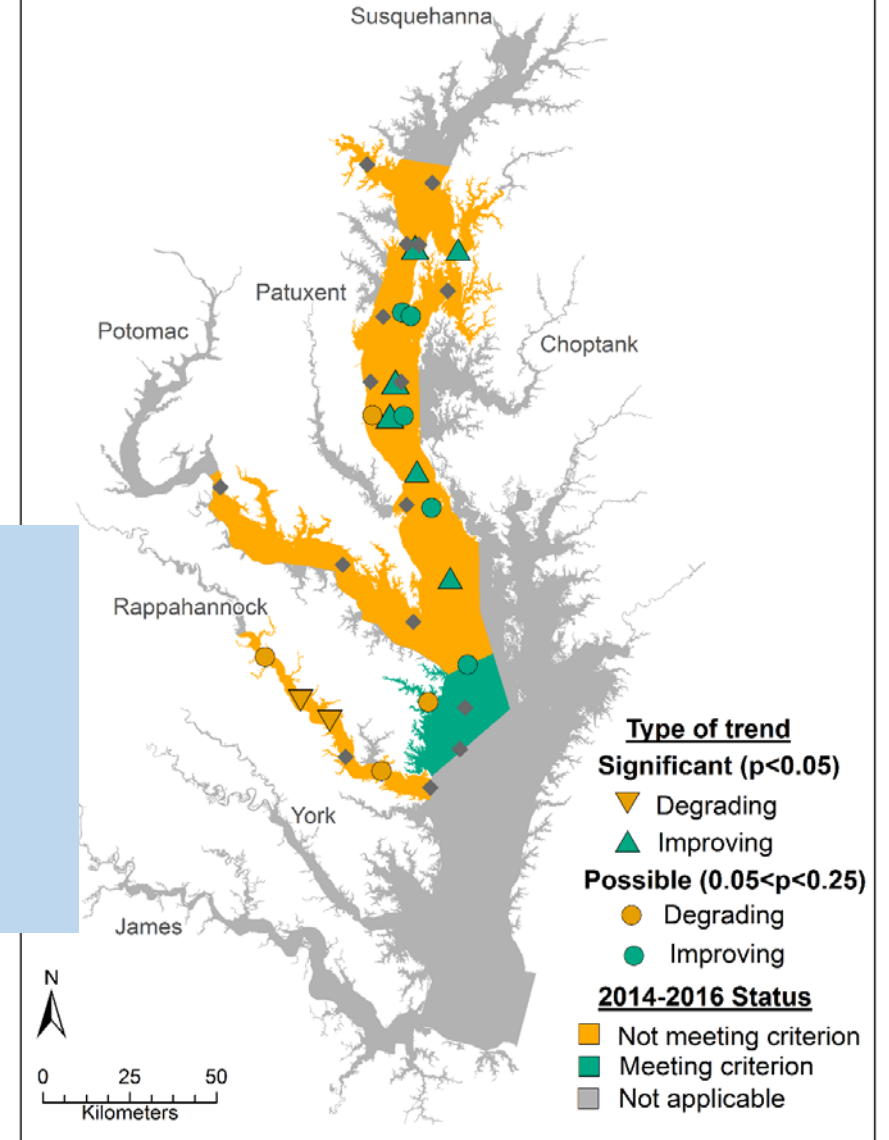 Susquehanna
Patuxent
Potomac
Choptank
Rappahannock
York
James
Type of trend
Significant (p<0.05)
Degrading
Improving
Possible (0.05<p<0.25)
Degrading
Improving
2014-2016 Status
Not meeting criterion
Meeting criterion
Not applicable
N
0 25 50
Kilometers